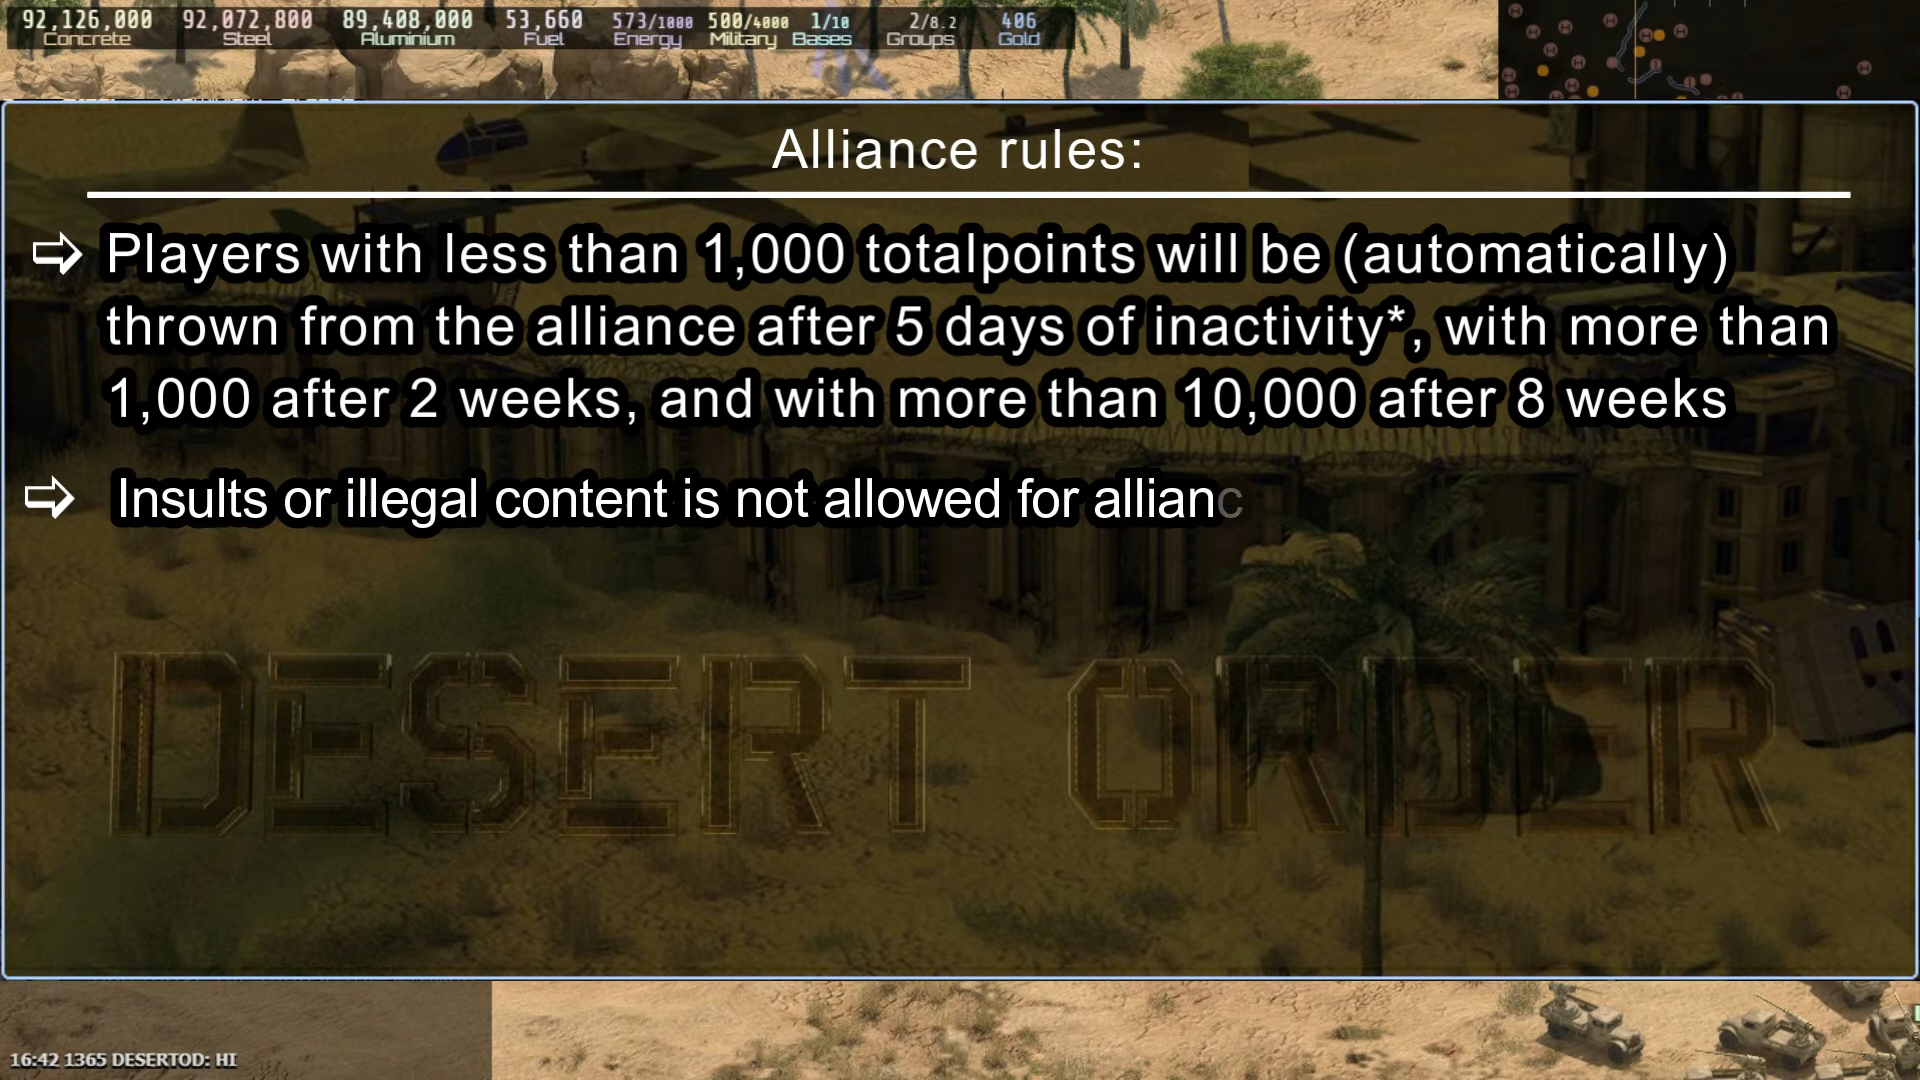 92,126,000 92,072,800 89,408,000 53,660 573/1000 500/4000 1/10 2/8.2 406
Concrete Steel Aluminium Fuel Energy Military Bases Groups Gold
Alliance rules:
⇨ Players with less than 1,000 totalpoints will be (automatically)
thrown from the alliance after 5 days of inactivity*, with more than
1,000 after 2 weeks, and with more than 10,000 after 8 weeks
⇨ Insults or illegal content is not allowed for allianc
DESERT ORDER
16:42 1365 DESERTOD: HI